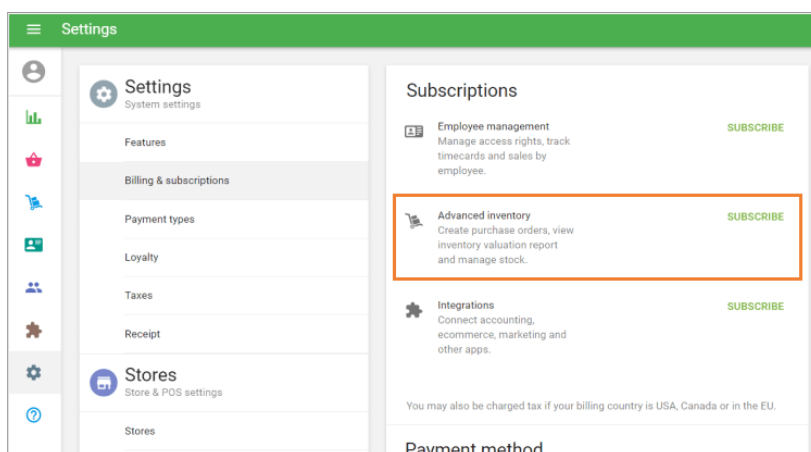 Settings
Settings
System settings
Features
Billing & subscriptions
Payment types
Loyalty
Taxes
Receipt
Stores
Store & POS settings
Stores
Subscriptions
Employee management
SUBSCRIBE
Manage access rights, track
timecards and sales by
employee.
Advanced inventory
SUBSCRIBE
Create purchase orders, view
inventory valuation report
and manage stock.
Integrations
SUBSCRIBE
Connect accounting,
ecommerce, marketing and
other apps.
You may also be charged tax if your billing country is USA, Canada or in the EU.
Payment method